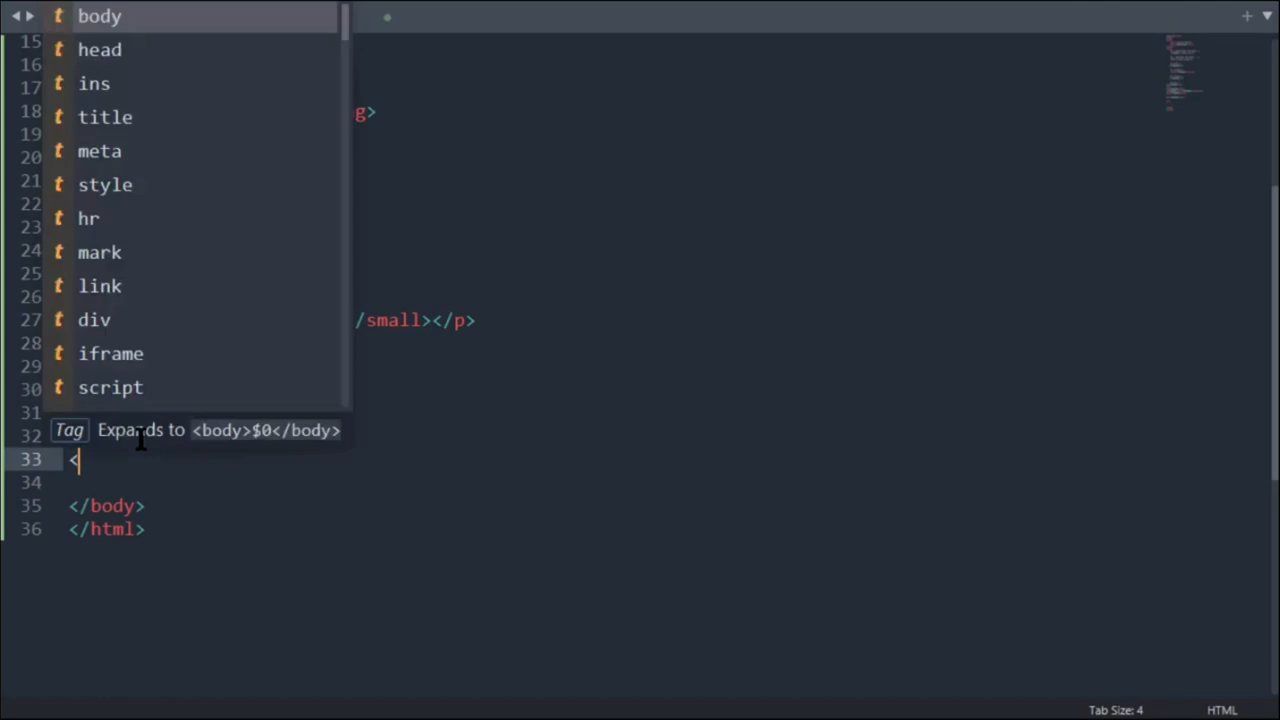 body
head
ins
title
meta
style
hr
mark
link
div
iframe
script
Tag Expands to <body>$0</body>
15
16
17
18 g>
19
20
21
22
23
24
25
26
27 /small></p>
28
29
30
31
32
33 <
34
35 </body>
36 </html>
Tab Size: 4 HTML